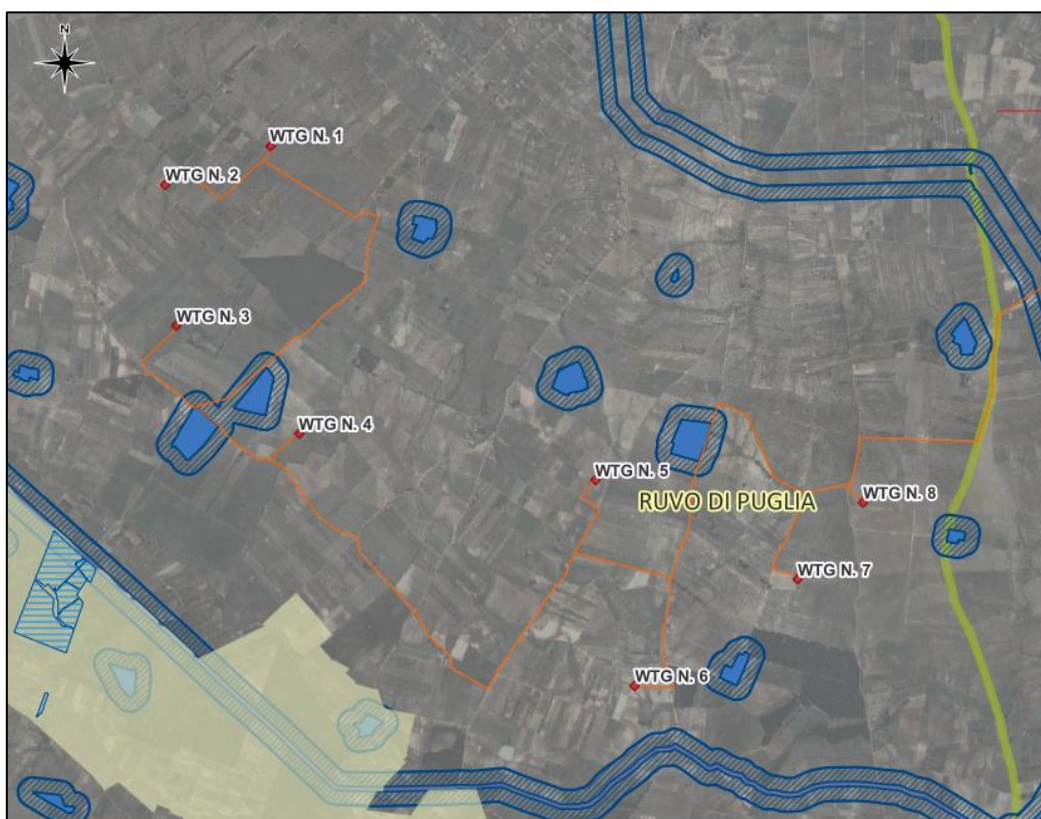 N
WTG N. 1
WTG N. 2
WTG N. 3
WTG N. 4
WTG N. 5
RUVO DI PUGLIA
WTG N. 8
WTG N. 7
WTG N. 6